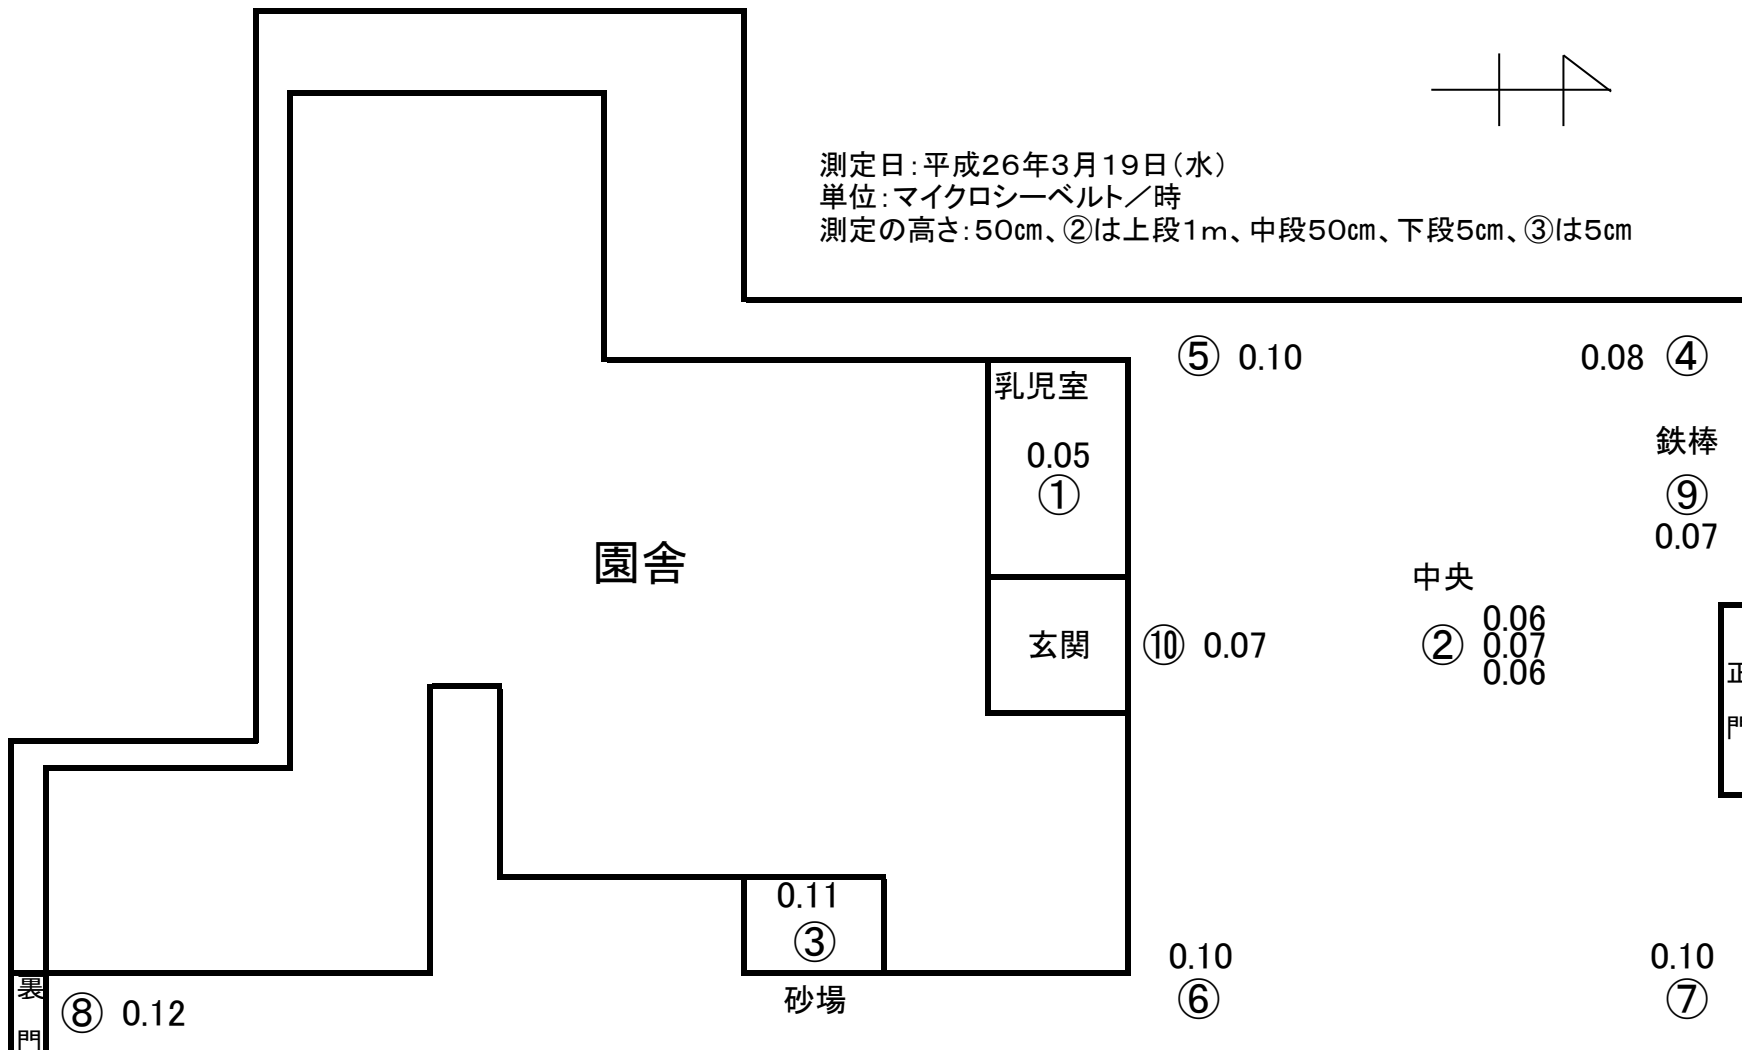 測定日：平成26年3月19日（水）
単位：マイクロシーベルト／時
測定の高さ：50㎝、②は上段1ｍ、中段50㎝、下段5㎝、③は5㎝
⑤ 0.10
0.08 ④
乳児室
0.05
①
鉄棒
⑨
0.07
園舎
中央
0.06
② 0.07
0.06
玄関
⑩ 0.07
正
門
0.11
③
砂場
0.10
⑥
0.10
⑦
裏
門
⑧ 0.12